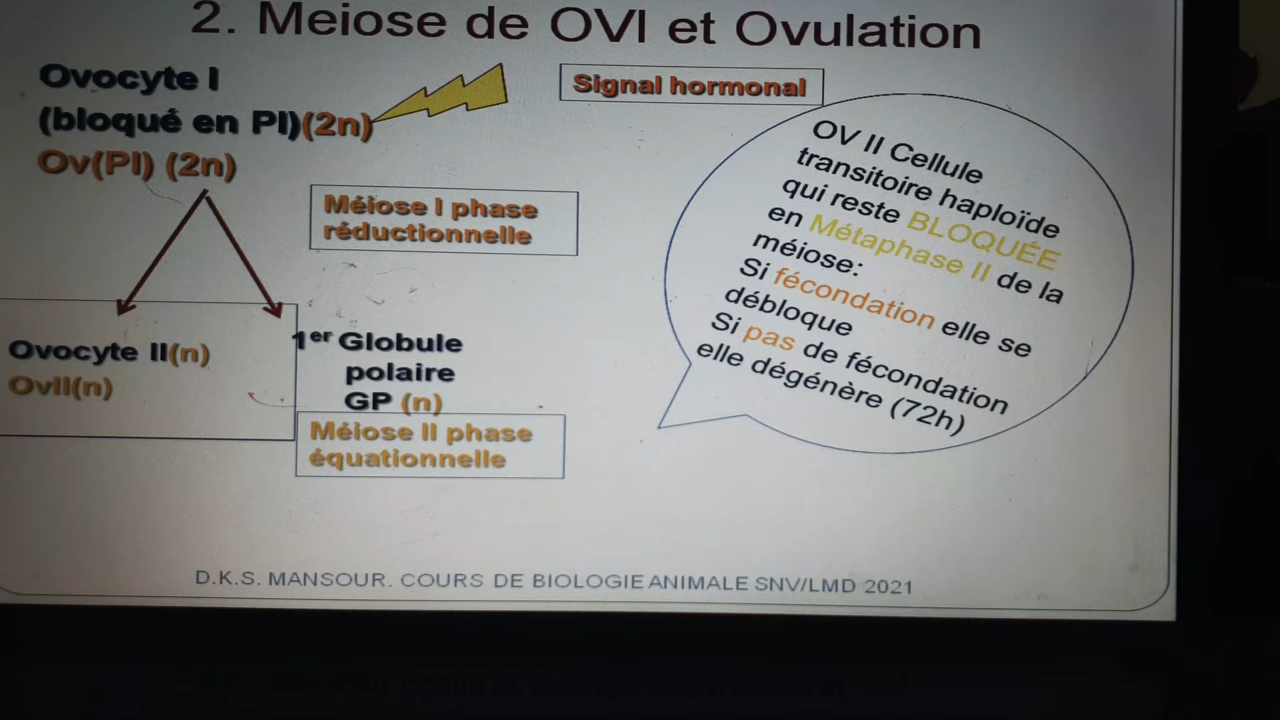 2. Meiose de OVI et Ovulation
Ovocyte I
(bloqué en PI)(2n)
Ov(PI) (2n)
Signal hormonal
Méiose I phase
réductionnelle
OV II Cellule
transitoire haploïde
qui reste BLOQUÉE
en Métaphase II de la
méiose:
Si fécondation elle se
débloque
Si pas de fécondation
elle dégénère (72h)
Ovocyte II(n)
OvII(n)
1er Globule
polaire
GP (n)
Méiose II phase
équationnelle
D.K.S. MANSOUR. COURS DE BIOLOGIE ANIMALE SNV/LMD 2021